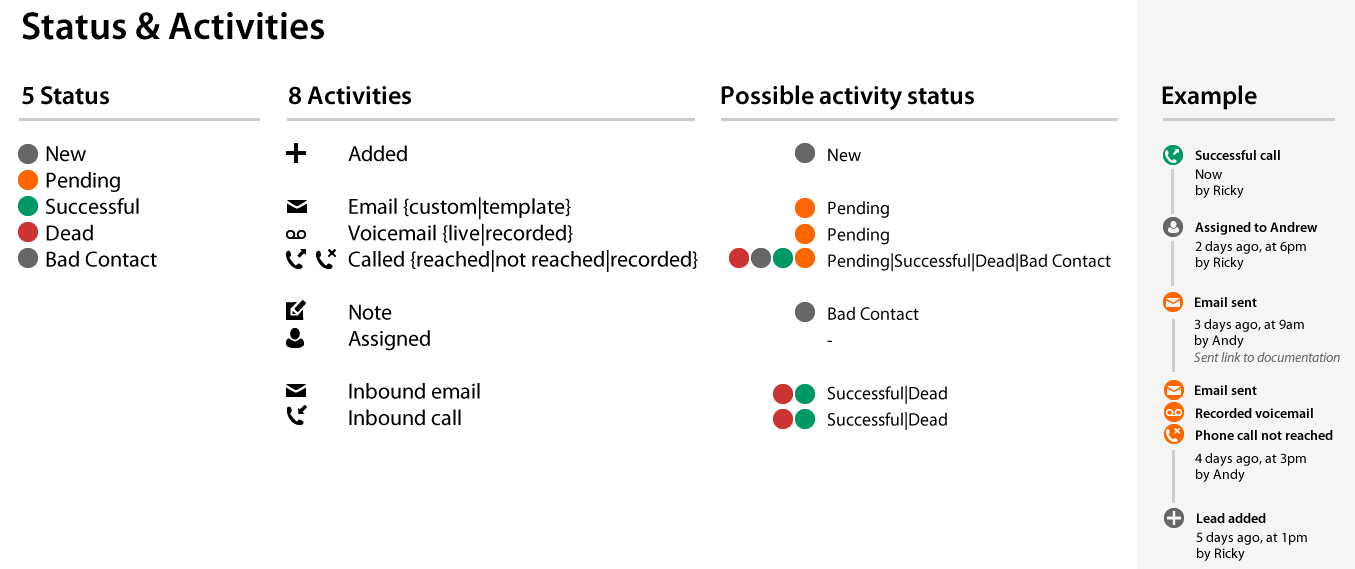 Status & Activities
5 Status
New
Pending
Successful
Dead
Bad Contact
8 Activities
Added
Email {custom|template}
Voicemail {live|recorded}
Called {reached|not reached|recorded}
Note
Assigned
Inbound email
Inbound call
Possible activity status
New
Pending
Pending
Pending|Successful|Dead|Bad Contact
Bad Contact
-
Successful|Dead
Successful|Dead
Example
Successful call
Now
by Ricky
Assigned to Andrew
2 days ago, at 6pm
by Ricky
Email sent
3 days ago, at 9am
by Andy
Sent link to documentation
Email sent
Recorded voicemail
Phone call not reached
4 days ago, at 3pm
by Andy
Lead added
5 days ago, at 1pm
by Ricky